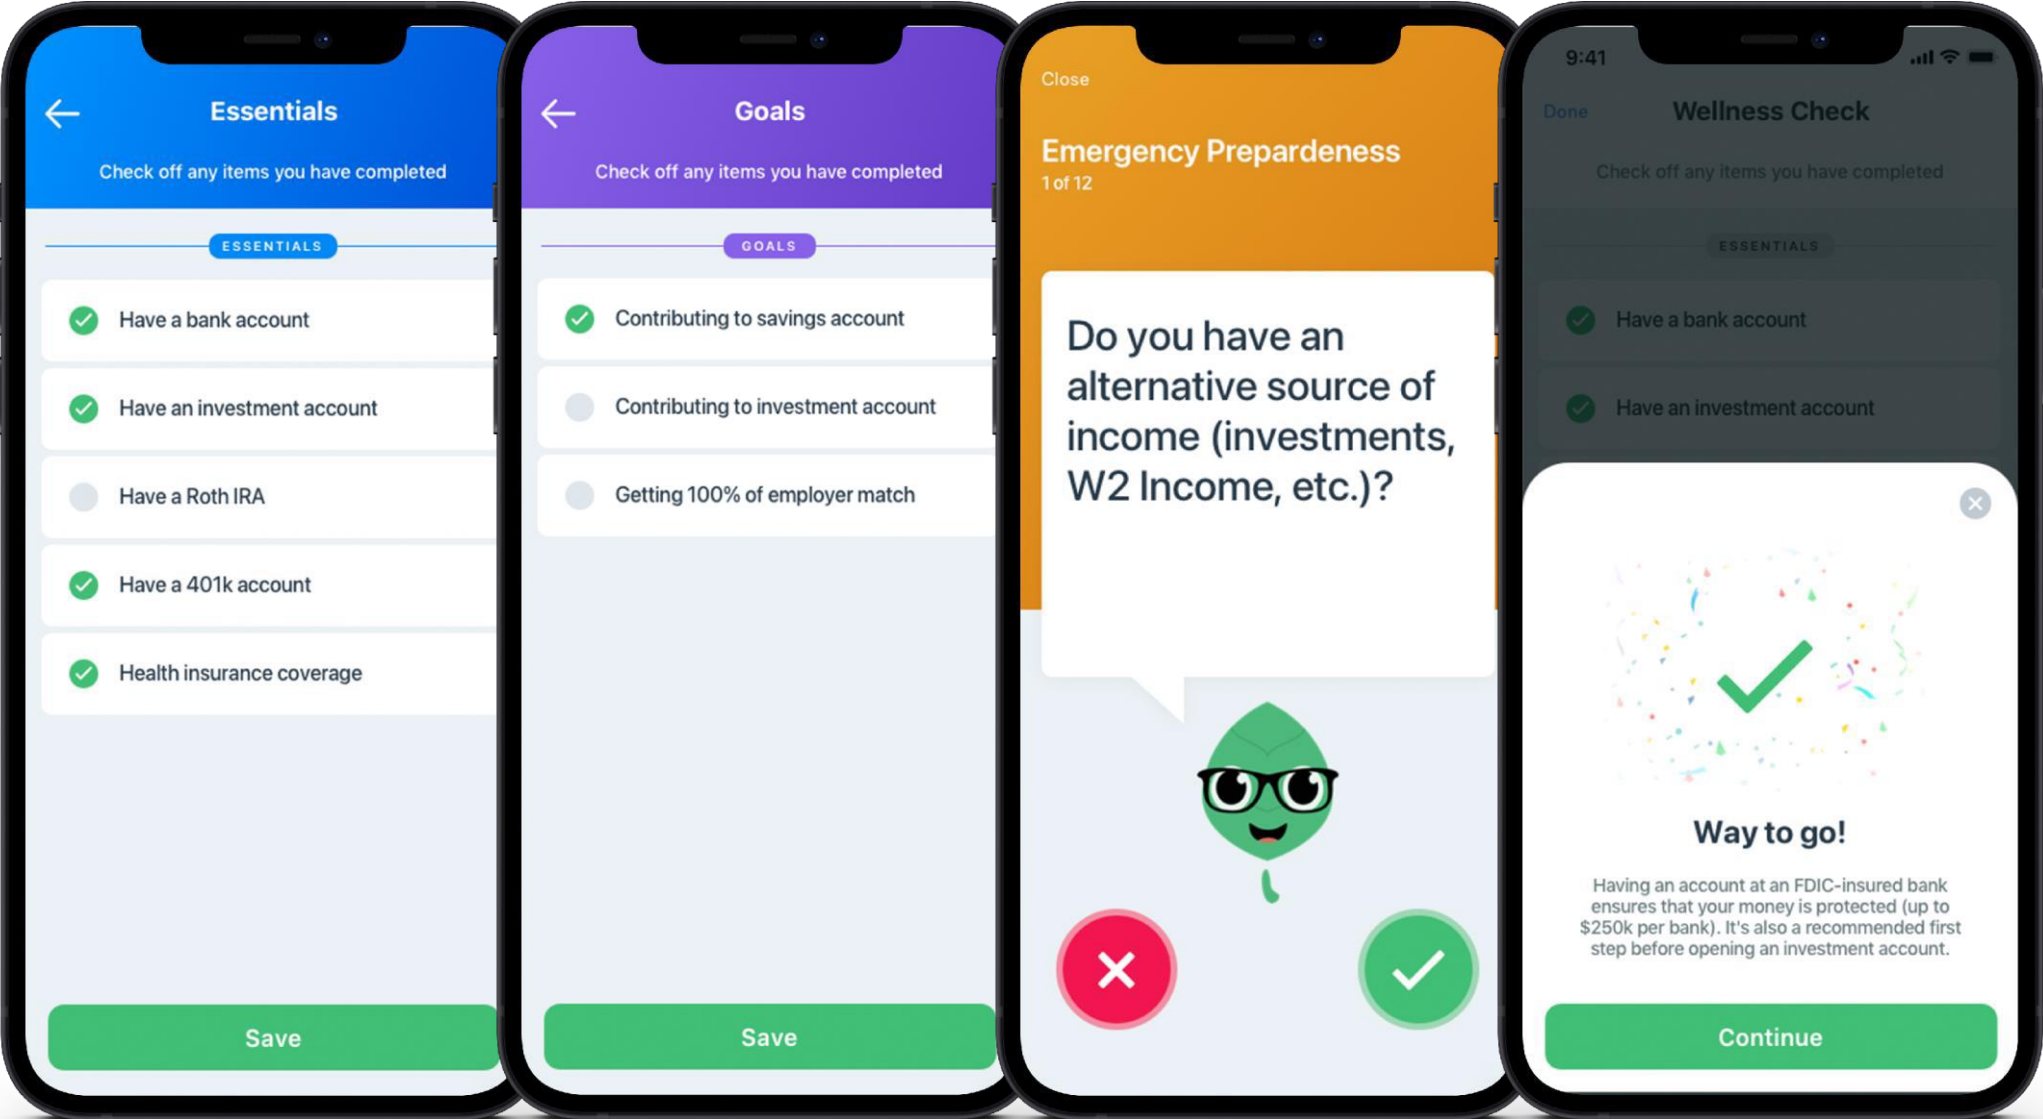 Essentials
Check off any items you have completed
ESSENTIALS
Have a bank account
Have an investment account
Have a Roth IRA
Have a 401k account
Health insurance coverage
Save
Goals
Check off any items you have completed
GOALS
Contributing to savings account
Contributing to investment account
Getting 100% of employer match
Save
Close
Emergency Prepardeness
1 of 12
Do you have an
alternative source of
income (investments,
W2 Income, etc.)?
9:41
Done
Wellness Check
Check off any items you have completed
ESSENTIALS
Have a bank account
Have an investment account
Way to go!
Having an account at an FDIC-insured bank
ensures that your money is protected (up to
$250k per bank). It's also a recommended first
step before opening an investment account.
Continue